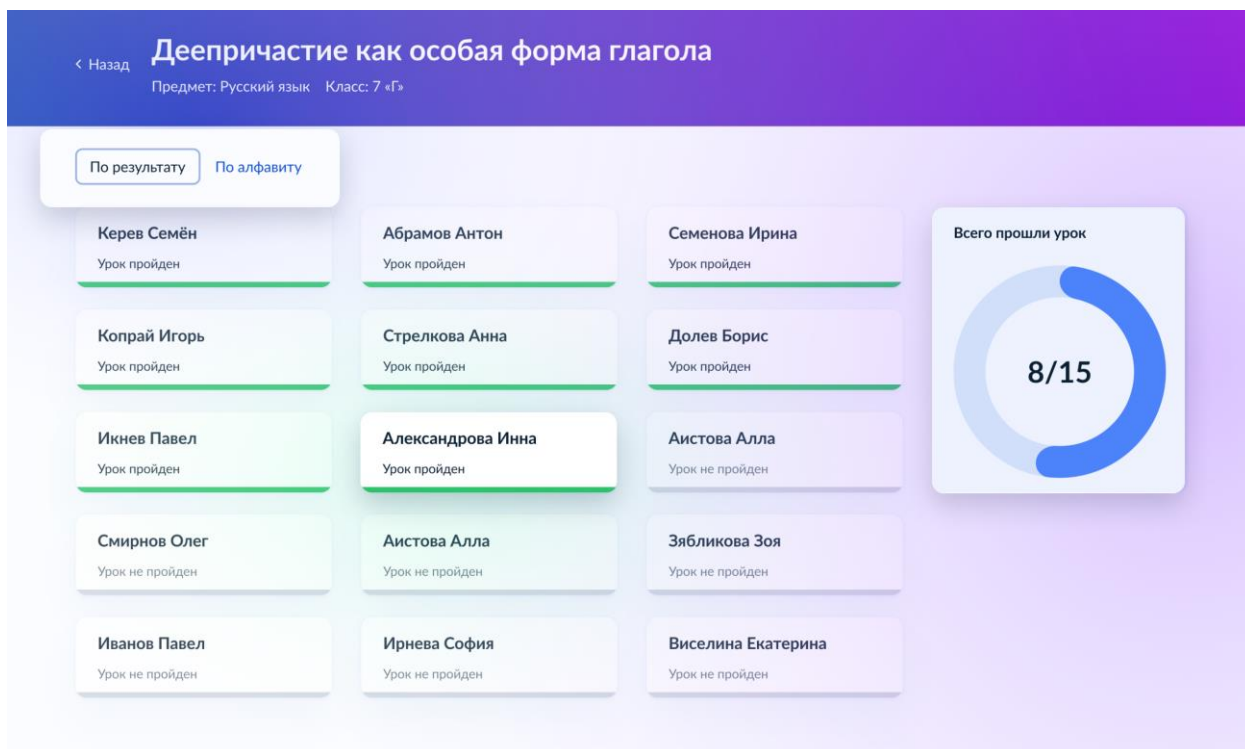 Назад
Деепричастие как особая форма глагола
Предмет: Русский язык Класс: 7 «Г»
По результату По алфавиту
Керев Семён
Урок пройден
Абрамов Антон
Урок пройден
Семенова Ирина
Урок пройден
Всего прошли урок
8/15
Копрай Игорь
Урок пройден
Стрелкова Анна
Урок пройден
Долев Борис
Урок пройден
Икнев Павел
Урок пройден
Александрова Инна
Урок пройден
Аистова Алла
Урок не пройден
Смирнов Олег
Урок не пройден
Аистова Алла
Урок не пройден
Зябликова Зоя
Урок не пройден
Иванов Павел
Урок не пройден
Ирнева София
Урок не пройден
Виселина Екатерина
Урок не пройден